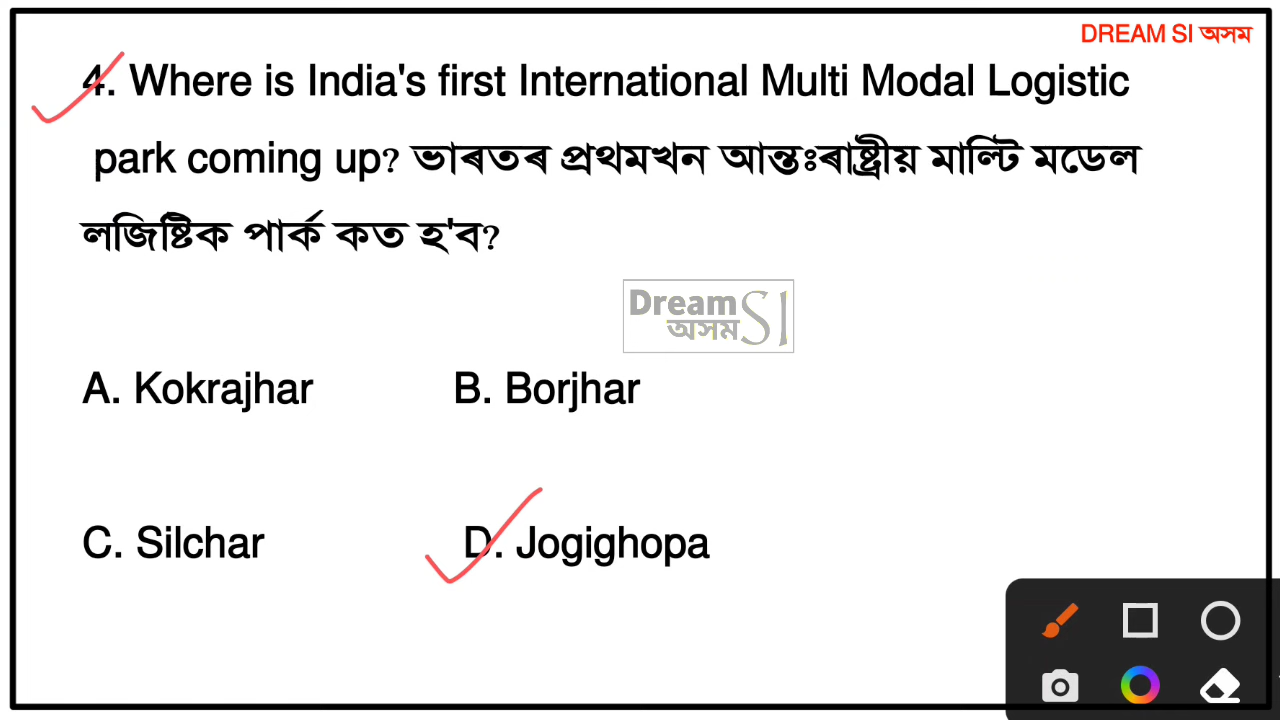 DREAM SI অসম
4. Where is India's first International Multi Modal Logistic
park coming up? ভাৰতৰ প্ৰথমখন আন্তঃৰাষ্ট্ৰীয় মাল্টি মডেল
লজিষ্টিক পাৰ্ক কত হ'ব?
Dream SI
অসম
A. Kokrajhar B. Borjhar
C. Silchar D. Jogighopa